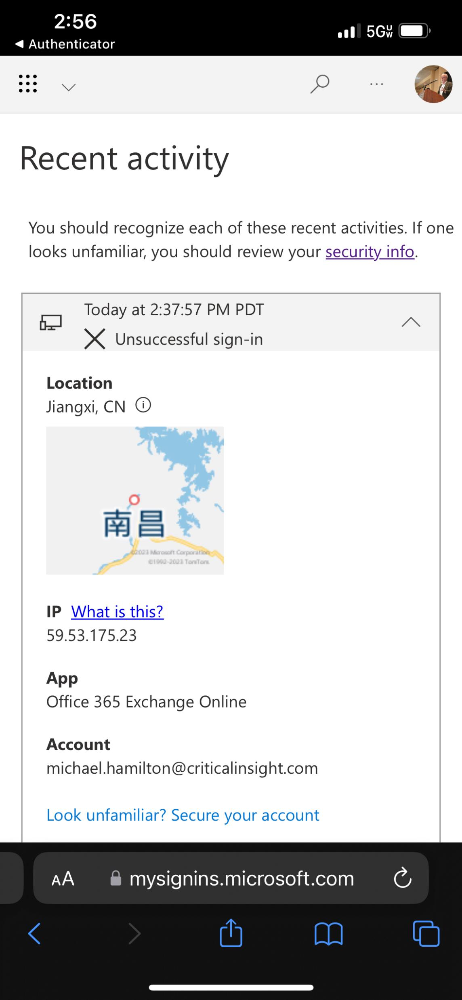 2:56
5GUW
◀ Authenticator
Recent activity
You should recognize each of these recent activities. If one
looks unfamiliar, you should review your security info.
Today at 2:37:57 PM PDT
Unsuccessful sign-in
Location
Jiangxi, CN
南昌
©2023 Microsoft Corporation
©1992-2023 TomTom
IP What is this?
59.53.175.23
App
Office 365 Exchange Online
Account
michael.hamilton@criticalinsight.com
Look unfamiliar? Secure your account
AA mysignins.microsoft.com